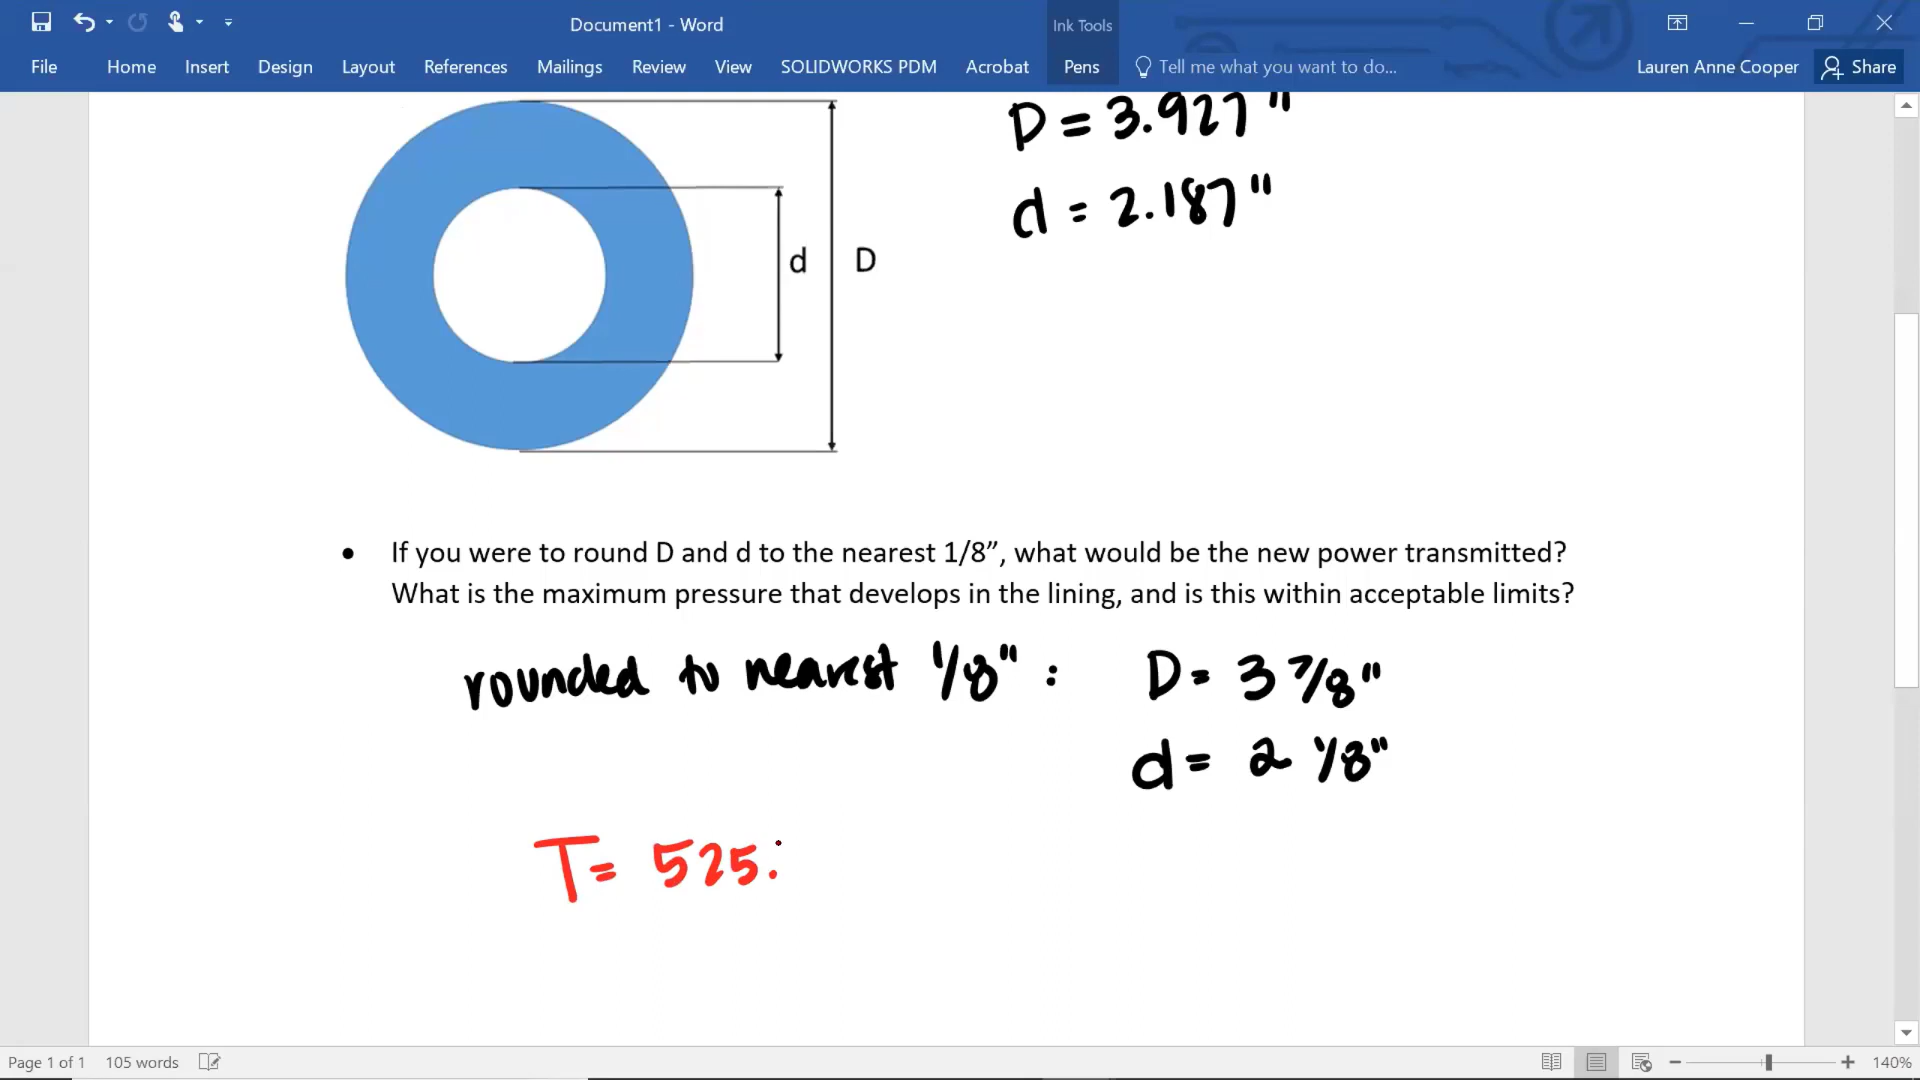 Document1 - Word
Ink Tools
File Home Insert Design Layout References Mailings Review View SOLIDWORKS PDM Acrobat Pens Tell me what you want to do... Lauren Anne Cooper Share
D = 3.927"
d = 2.187"
d D
• If you were to round D and d to the nearest 1/8”, what would be the new power transmitted?
What is the maximum pressure that develops in the lining, and is this within acceptable limits?
rounded to nearest 1/8" : D = 3 7/8"
d = 2 1/8"
T = 525.
Page 1 of 1 105 words 140%